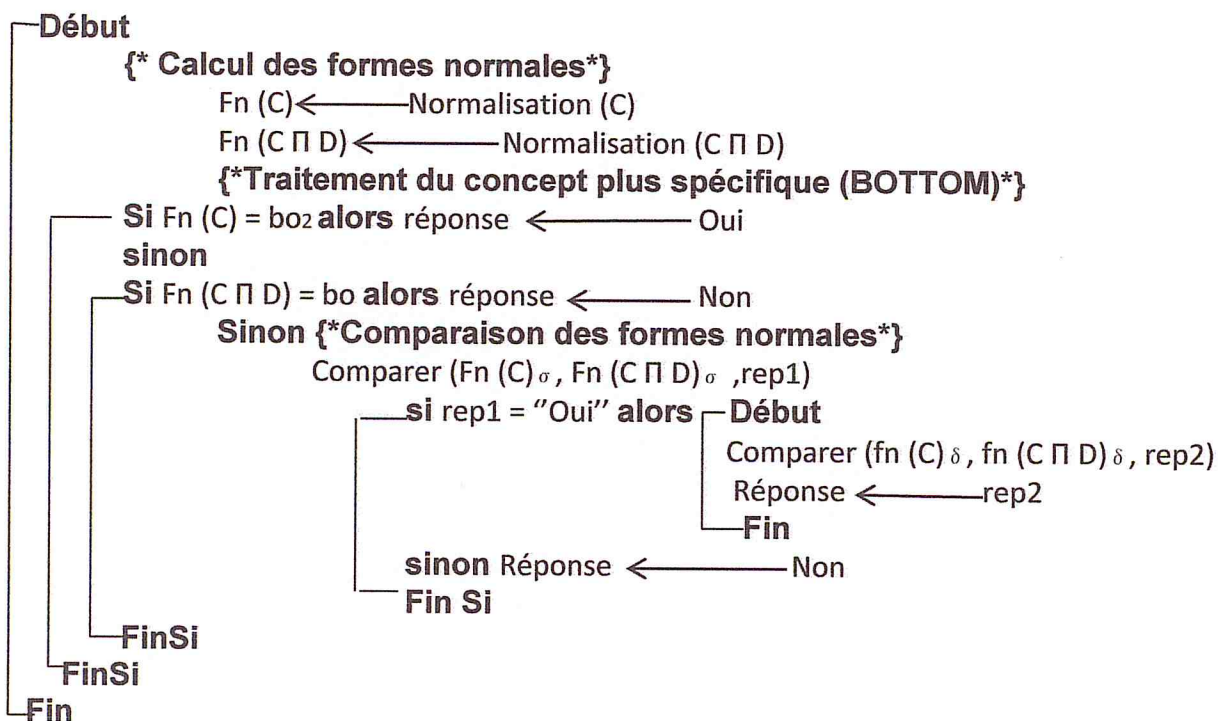 Début
{* Calcul des formes normales*}
Fn (C) ← Normalisation (C)
Fn (C Π D) ← Normalisation (C Π D)
{*Traitement du concept plus spécifique (BOTTOM)*}
Si Fn (C) = bo2 alors réponse ← Oui
sinon
Si Fn (C Π D) = bo alors réponse ← Non
Sinon {*Comparaison des formes normales*}
Comparer (Fn (C) σ , Fn (C Π D) σ ,rep1)
si rep1 = ″Oui″ alors Début
Comparer (fn (C) δ , fn (C Π D) δ , rep2)
Réponse ← rep2
Fin
sinon Réponse ← Non
Fin Si
FinSi
FinSi
Fin